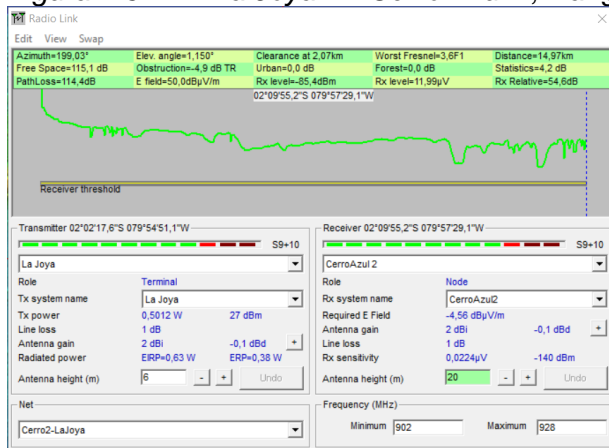 Radio Link
Edit View Swap
Azimuth=199,03° Elev. angle=1,150° Clearance at 2,07km Worst Fresnel=3,6F1 Distance=14,97km
Free Space=115,1 dB Obstruction=-4,9 dB TR Urban=0,0 dB Forest=0,0 dB Statistics=4,2 dB
PathLoss=114,4dB E field=50,0dBµV/m Rx level=-85,4dBm Rx level=11,99µV Rx Relative=54,6dB
02°09'55,2"S 079°57'29,1"W
Receiver threshold
Transmitter 02°02'17,6"S 079°54'51,1"W
S9+10
La Joya
Role Terminal
Tx system name La Joya
Tx power 0,5012 W 27 dBm
Line loss 1 dB
Antenna gain 2 dBi -0,1 dBd +
Radiated power EIRP=0,63 W ERP=0,38 W
Antenna height (m) 6 - + Undo
Net
Cerro2-LaJoya
Receiver 02°09'55,2"S 079°57'29,1"W
S9+10
CerroAzul 2
Role Node
Rx system name CerroAzul2
Required E Field -4,56 dBµV/m
Antenna gain 2 dBi -0,1 dBd +
Line loss 1 dB
Rx sensitivity 0,0224µV -140 dBm
Antenna height (m) 20 - + Undo
Frequency (MHz)
Minimum 902 Maximum 928